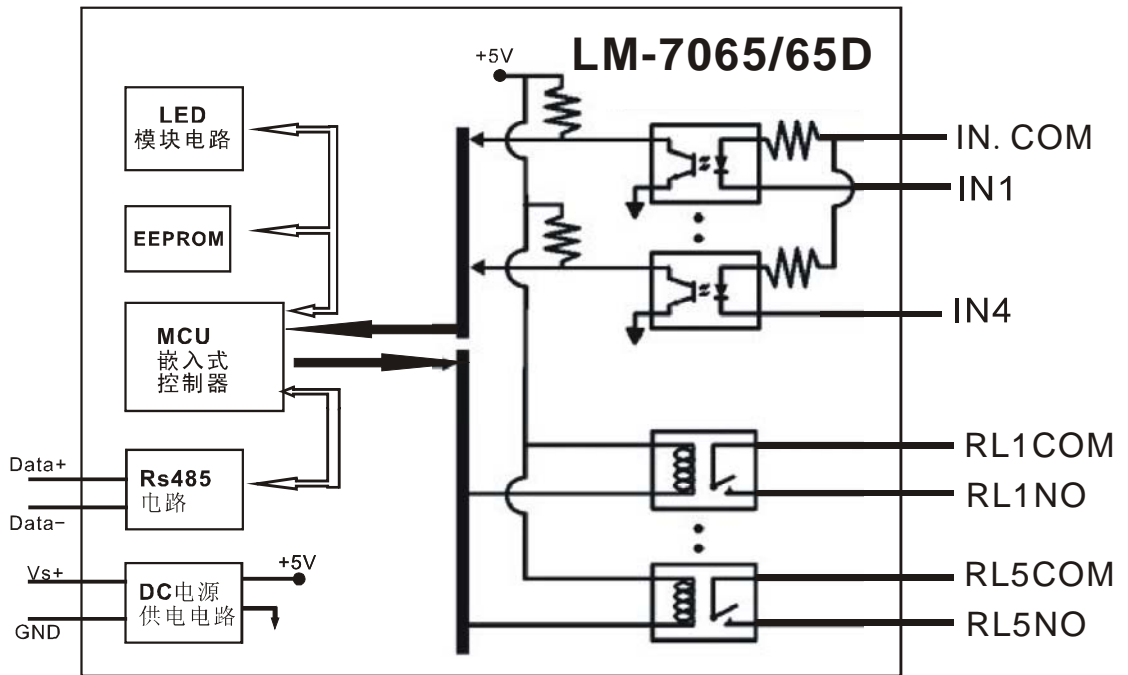 LM-7065/65D
+5V
LED
模块电路
EEPROM
MCU
嵌入式
控制器
Data+
Data-
Rs485
电路
Vs+
GND
DC电源
供电电路
+5V
IN. COM
IN1
IN4
RL1COM
RL1NO
RL5COM
RL5NO